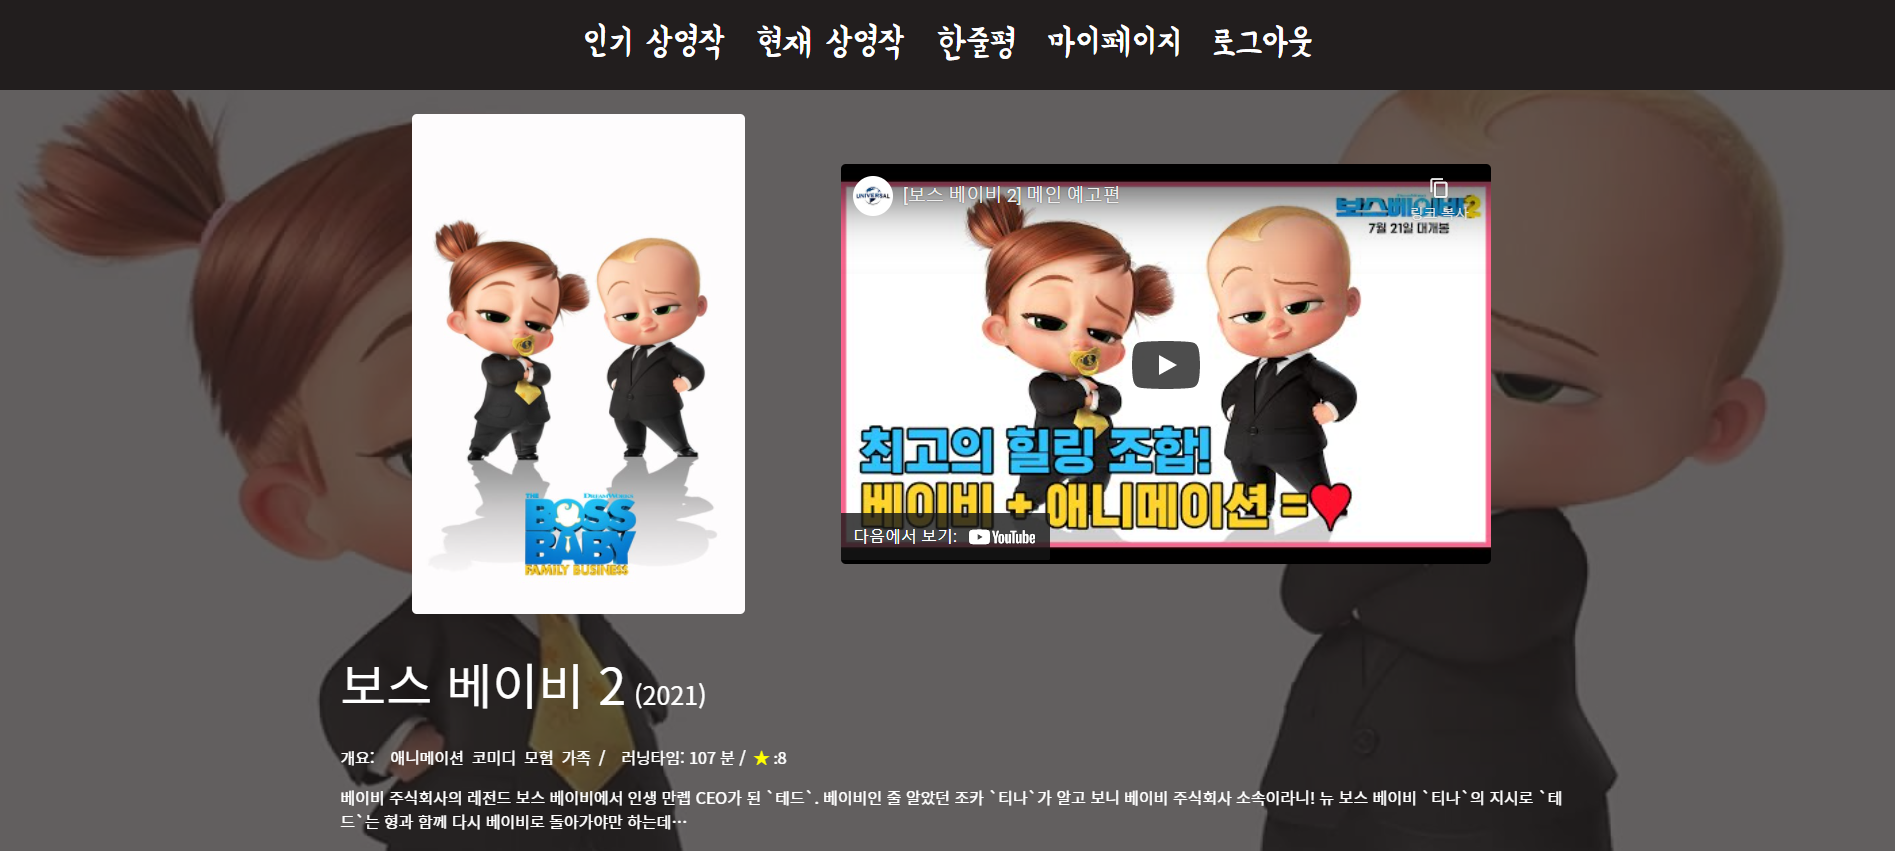 인기 상영작 현재 상영작 한줄평 마이페이지 로그아웃
THE
DREAMWORKS
BOSS
BABY
FAMILY BUSINESS
UNIVERSAL
[보스 베이비 2] 메인 예고편
링크 복사
보스베이비2
7월 21일 대개봉
최고의 힐링 조합!
베이비 + 애니메이션 =
다음에서 보기: YouTube
보스 베이비 2 (2021)
개요: 애니메이션 코미디 모험 가족 / 러닝타임: 107 분 / ★ :8
베이비 주식회사의 레전드 보스 베이비에서 인생 만렙 CEO가 된 `테드`. 베이비인 줄 알았던 조카 `티나`가 알고 보니 베이비 주식회사 소속이라니! 뉴 보스 베이비 `티나`의 지시로 `테
드`는 형과 함께 다시 베이비로 돌아가야만 하는데…